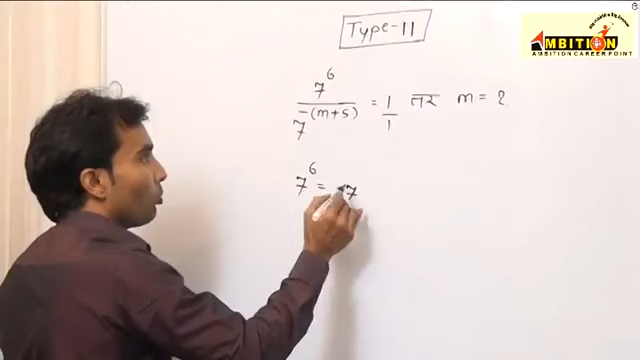 Type-11
AMBITION
AMBITION CAREER POINT
7^6 / 7^-(m+5) = 1/1 तर m = ?
7^6 = 7